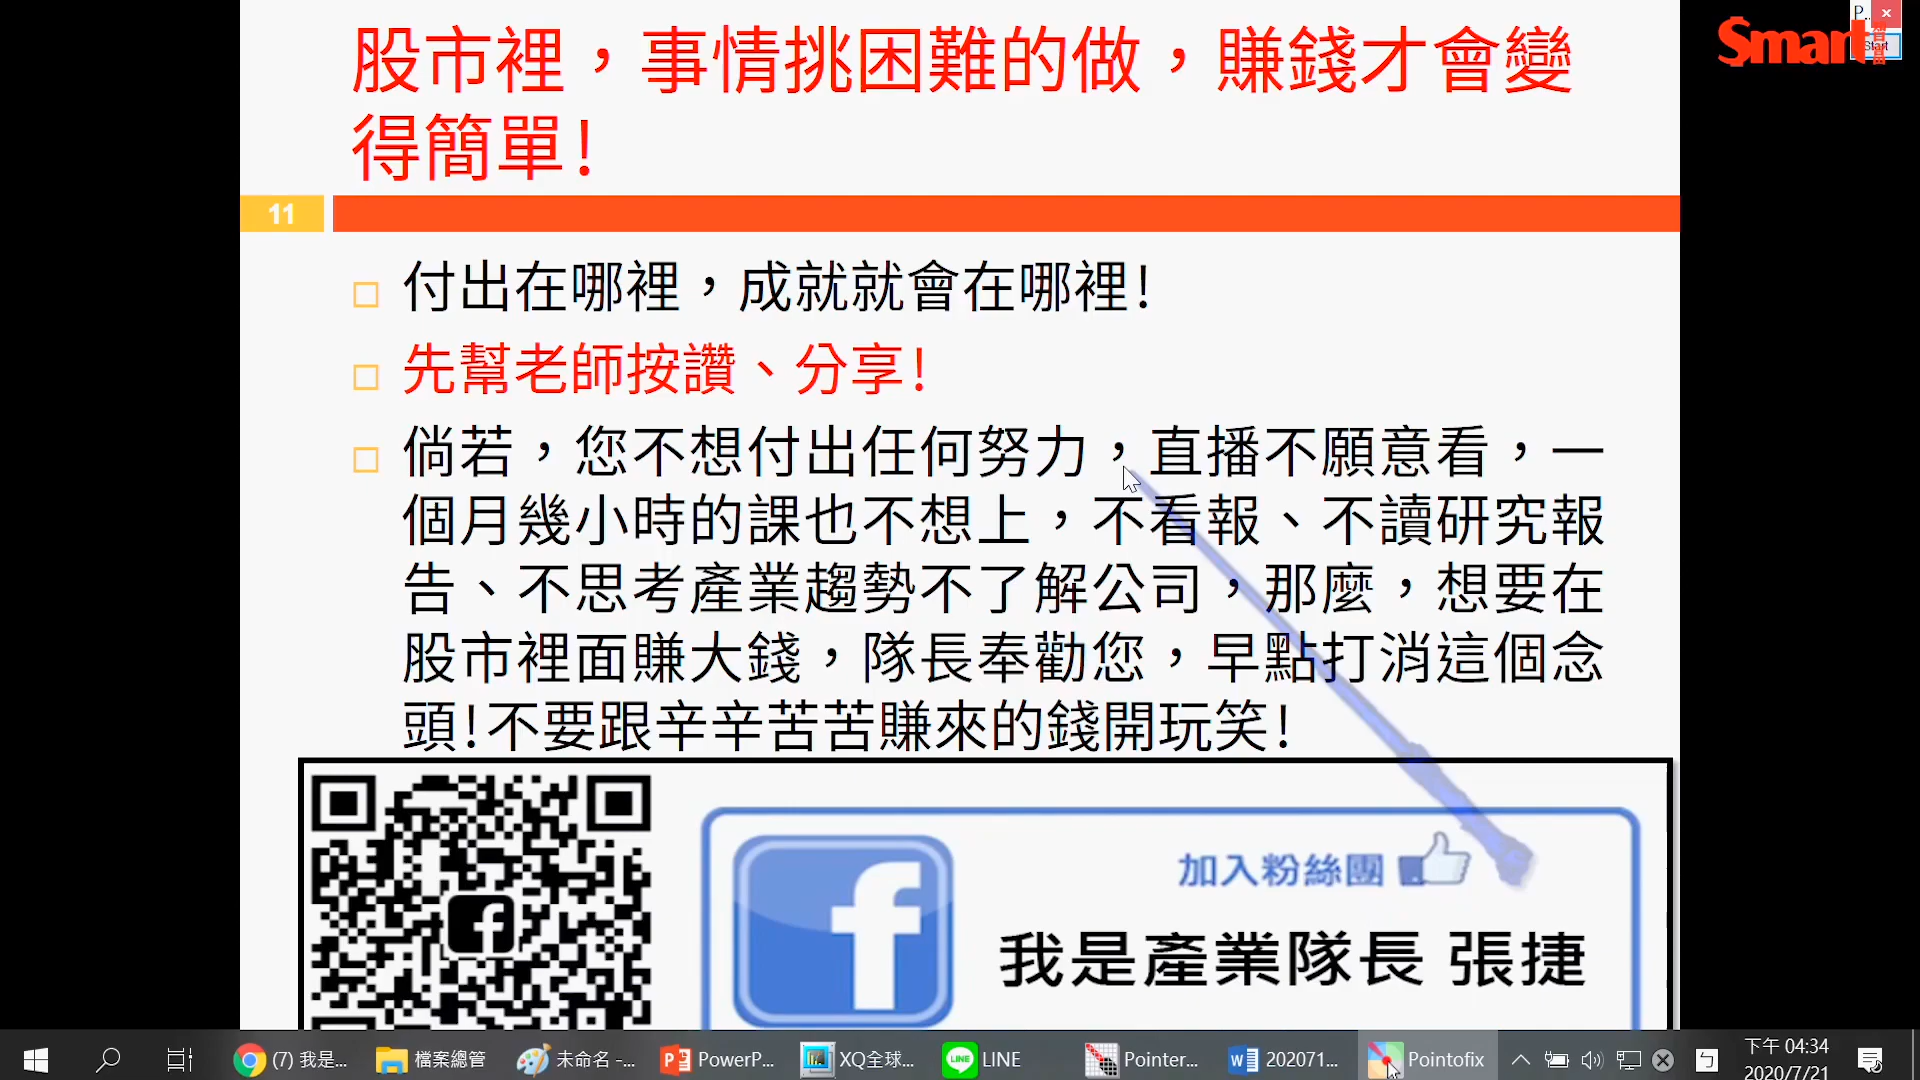 股市裡，事情挑困難的做，賺錢才會變
得簡單!
11
付出在哪裡，成就就會在哪裡!
先幫老師按讚、分享!
倘若，您不想付出任何努力，直播不願意看，一
個月幾小時的課也不想上，不看報、不讀研究報
告、不思考產業趨勢不了解公司，那麼，想要在
股市裡面賺大錢，隊長奉勸您，早點打消這個念
頭!不要跟辛辛苦苦賺來的錢開玩笑!
加入粉絲團
我是產業隊長 張捷
Smart
P...
Start
(7) 我是...
檔案總管
未命名 -...
PowerP...
XQ全球...
LINE
Pointer...
202071...
Pointofix
下午 04:34
2020/7/21